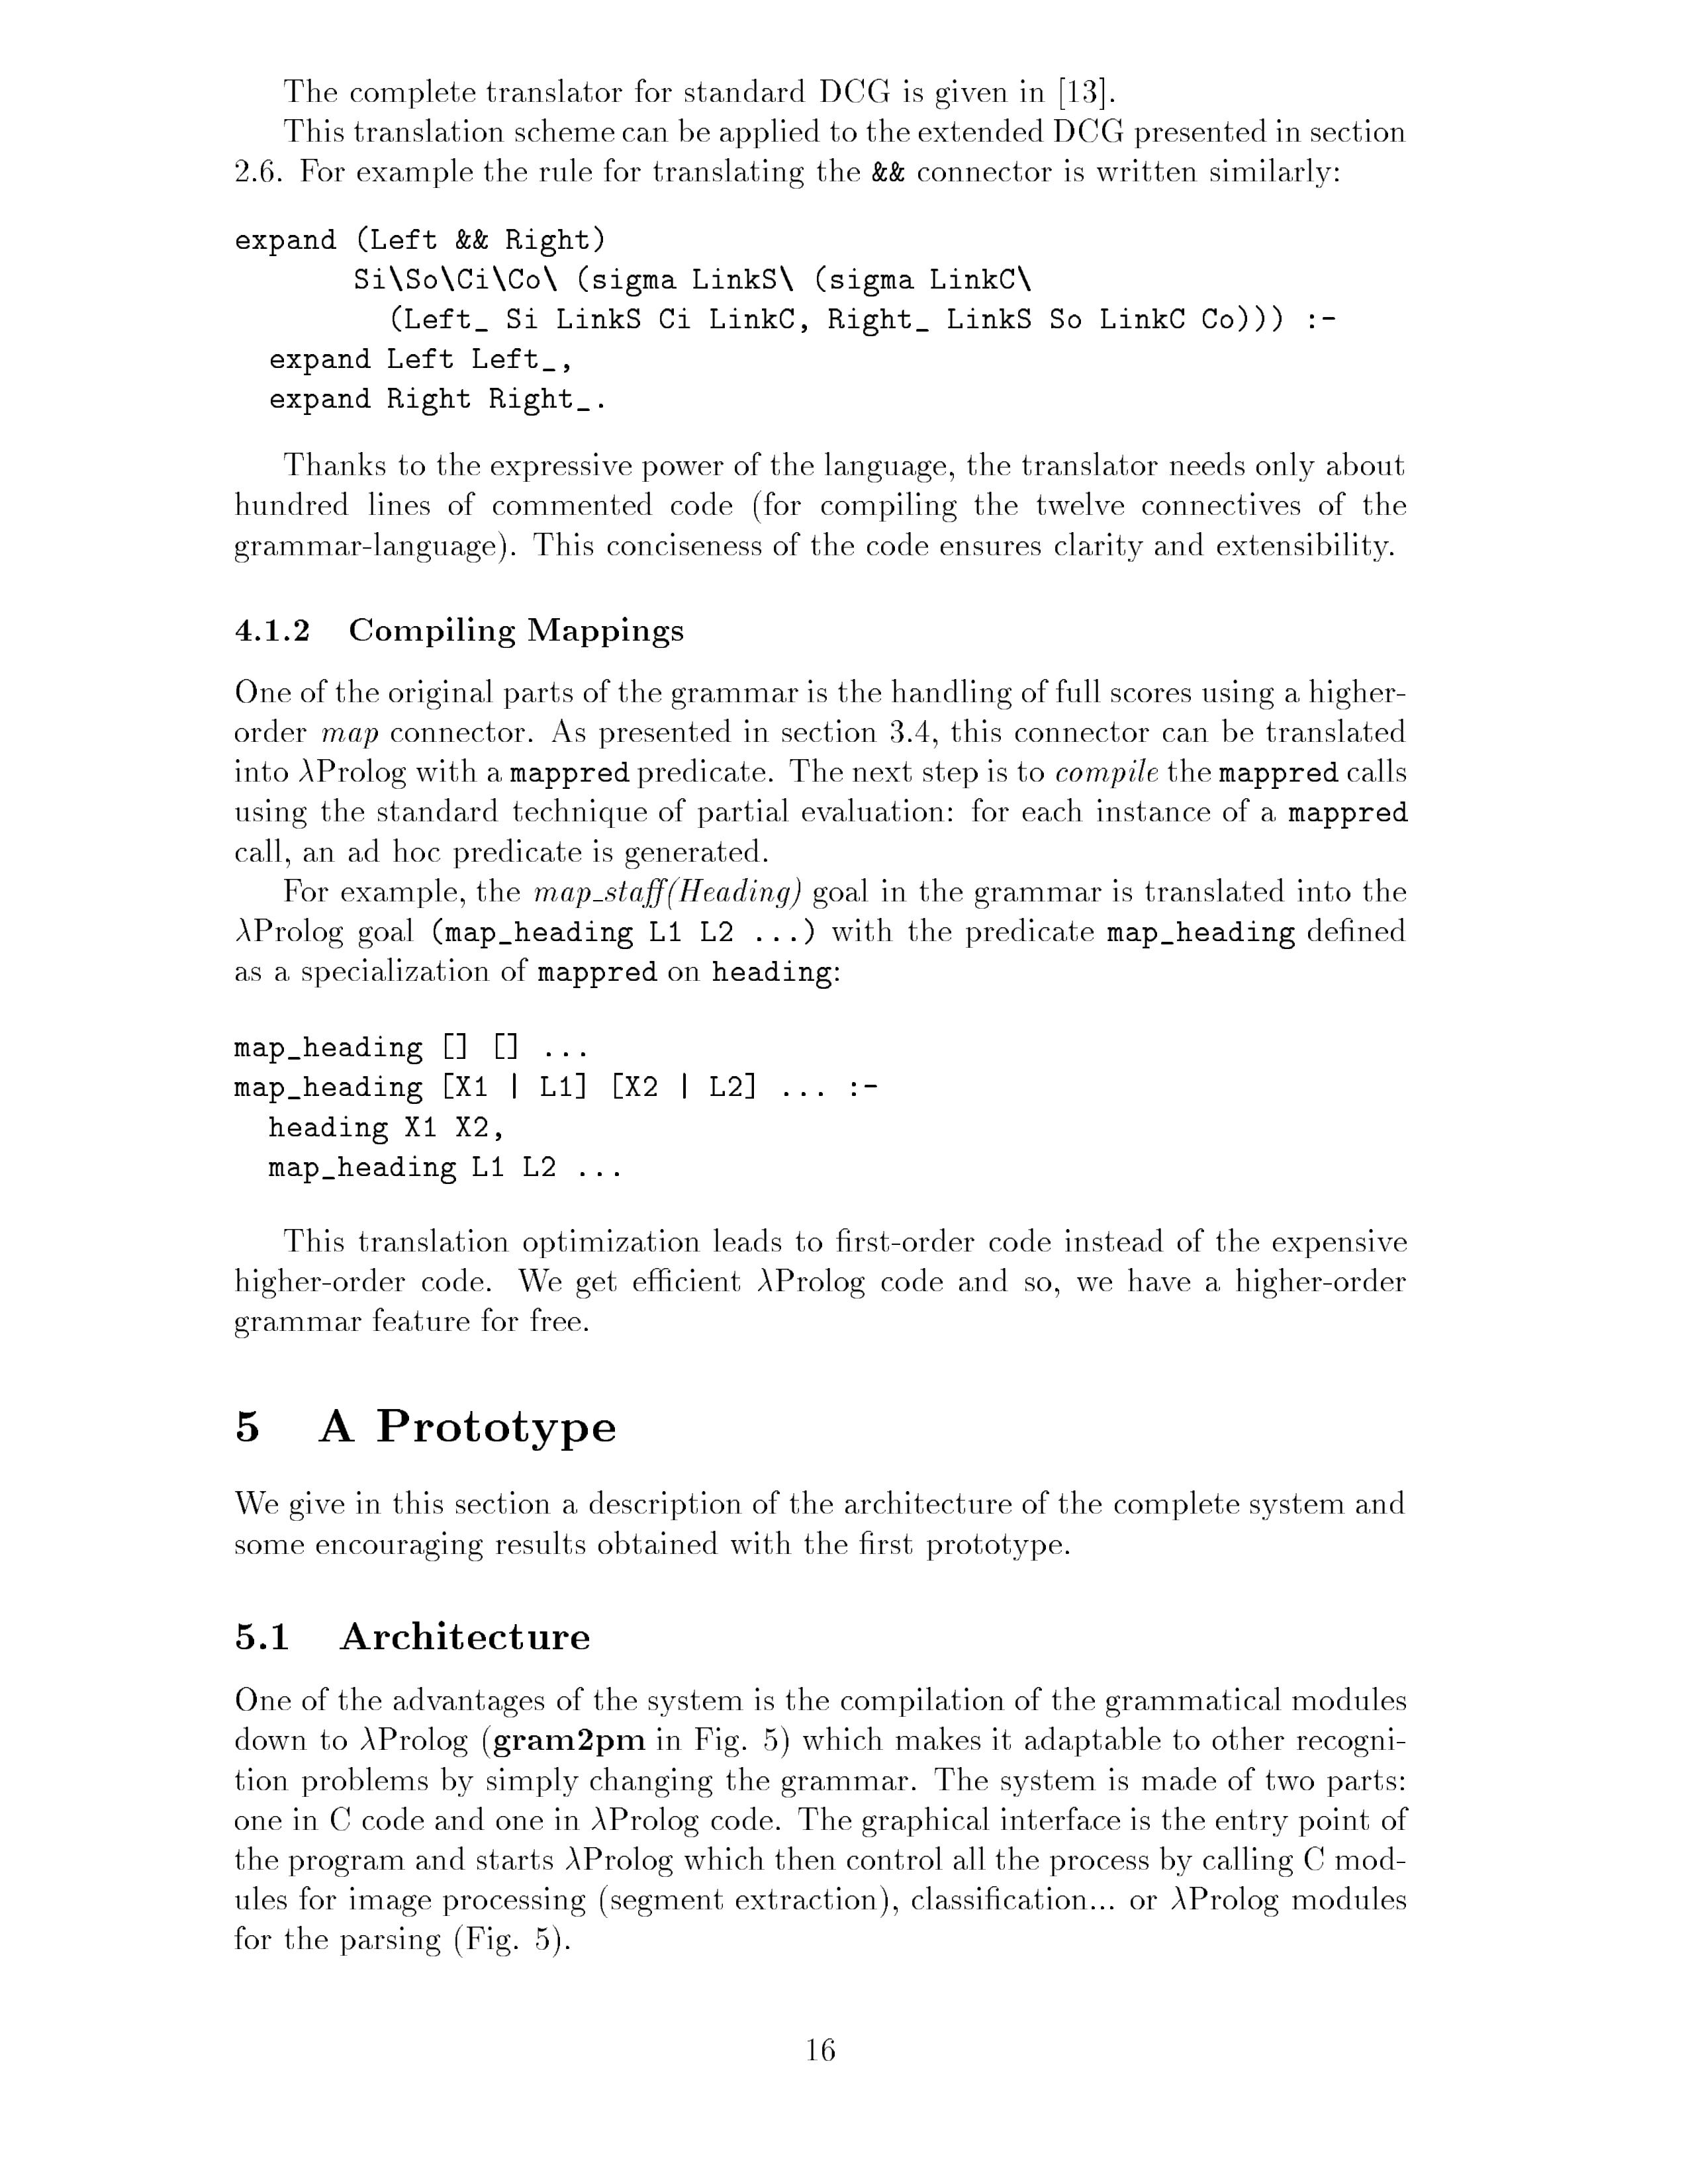 The complete translator for standard DCG is given in [13].
This translation scheme can be applied to the extended DCG presented in section
2.6. For example the rule for translating the && connector is written similarly:
expand (Left && Right)
Si\So\Ci\Co\ (sigma LinkS\ (sigma LinkC\
(Left_ Si LinkS Ci LinkC, Right_ LinkS So LinkC Co))) :-
expand Left Left_,
expand Right Right_.
Thanks to the expressive power of the language, the translator needs only about
hundred lines of commented code (for compiling the twelve connectives of the
grammar-language). This conciseness of the code ensures clarity and extensibility.
4.1.2 Compiling Mappings
One of the original parts of the grammar is the handling of full scores using a higher-
order map connector. As presented in section 3.4, this connector can be translated
into λProlog with a mappred predicate. The next step is to compile the mappred calls
using the standard technique of partial evaluation: for each instance of a mappred
call, an ad hoc predicate is generated.
For example, the map_staff(Heading) goal in the grammar is translated into the
λProlog goal (map_heading L1 L2 ...) with the predicate map_heading defined
as a specialization of mappred on heading:
map_heading [] [] ...
map_heading [X1 | L1] [X2 | L2] ... :-
heading X1 X2,
map_heading L1 L2 ...
This translation optimization leads to first-order code instead of the expensive
higher-order code. We get efficient λProlog code and so, we have a higher-order
grammar feature for free.
5 A Prototype
We give in this section a description of the architecture of the complete system and
some encouraging results obtained with the first prototype.
5.1 Architecture
One of the advantages of the system is the compilation of the grammatical modules
down to λProlog (gram2pm in Fig. 5) which makes it adaptable to other recogni-
tion problems by simply changing the grammar. The system is made of two parts:
one in C code and one in λProlog code. The graphical interface is the entry point of
the program and starts λProlog which then control all the process by calling C mod-
ules for image processing (segment extraction), classification... or λProlog modules
for the parsing (Fig. 5).
16